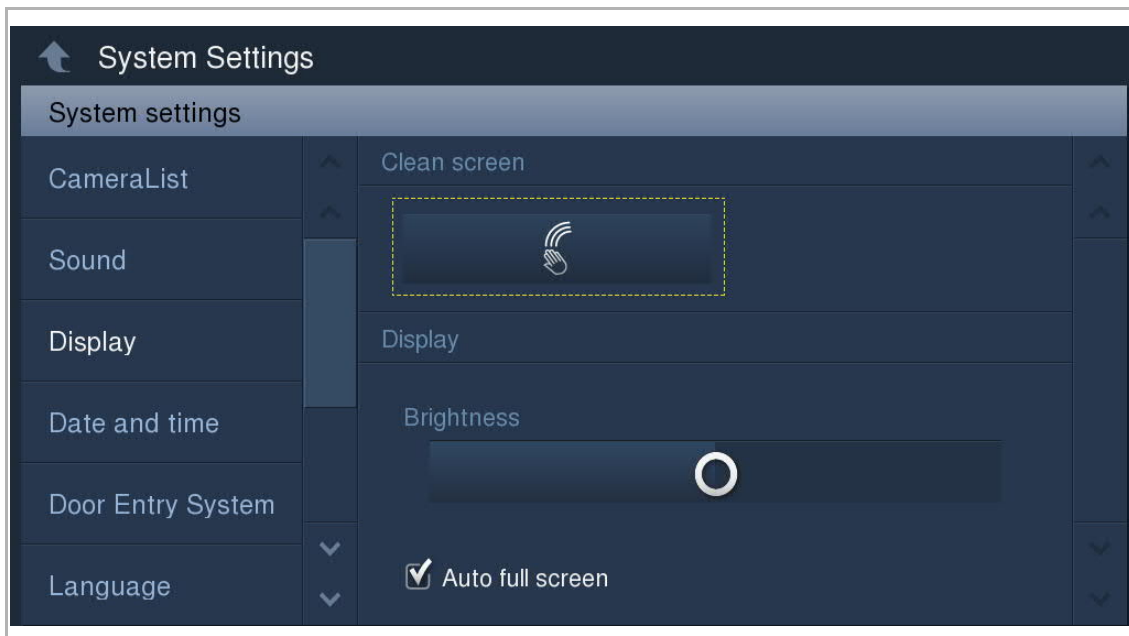 System Settings
System settings
CameraList
Sound
Display
Date and time
Door Entry System
Language
Clean screen
Display
Brightness
Auto full screen